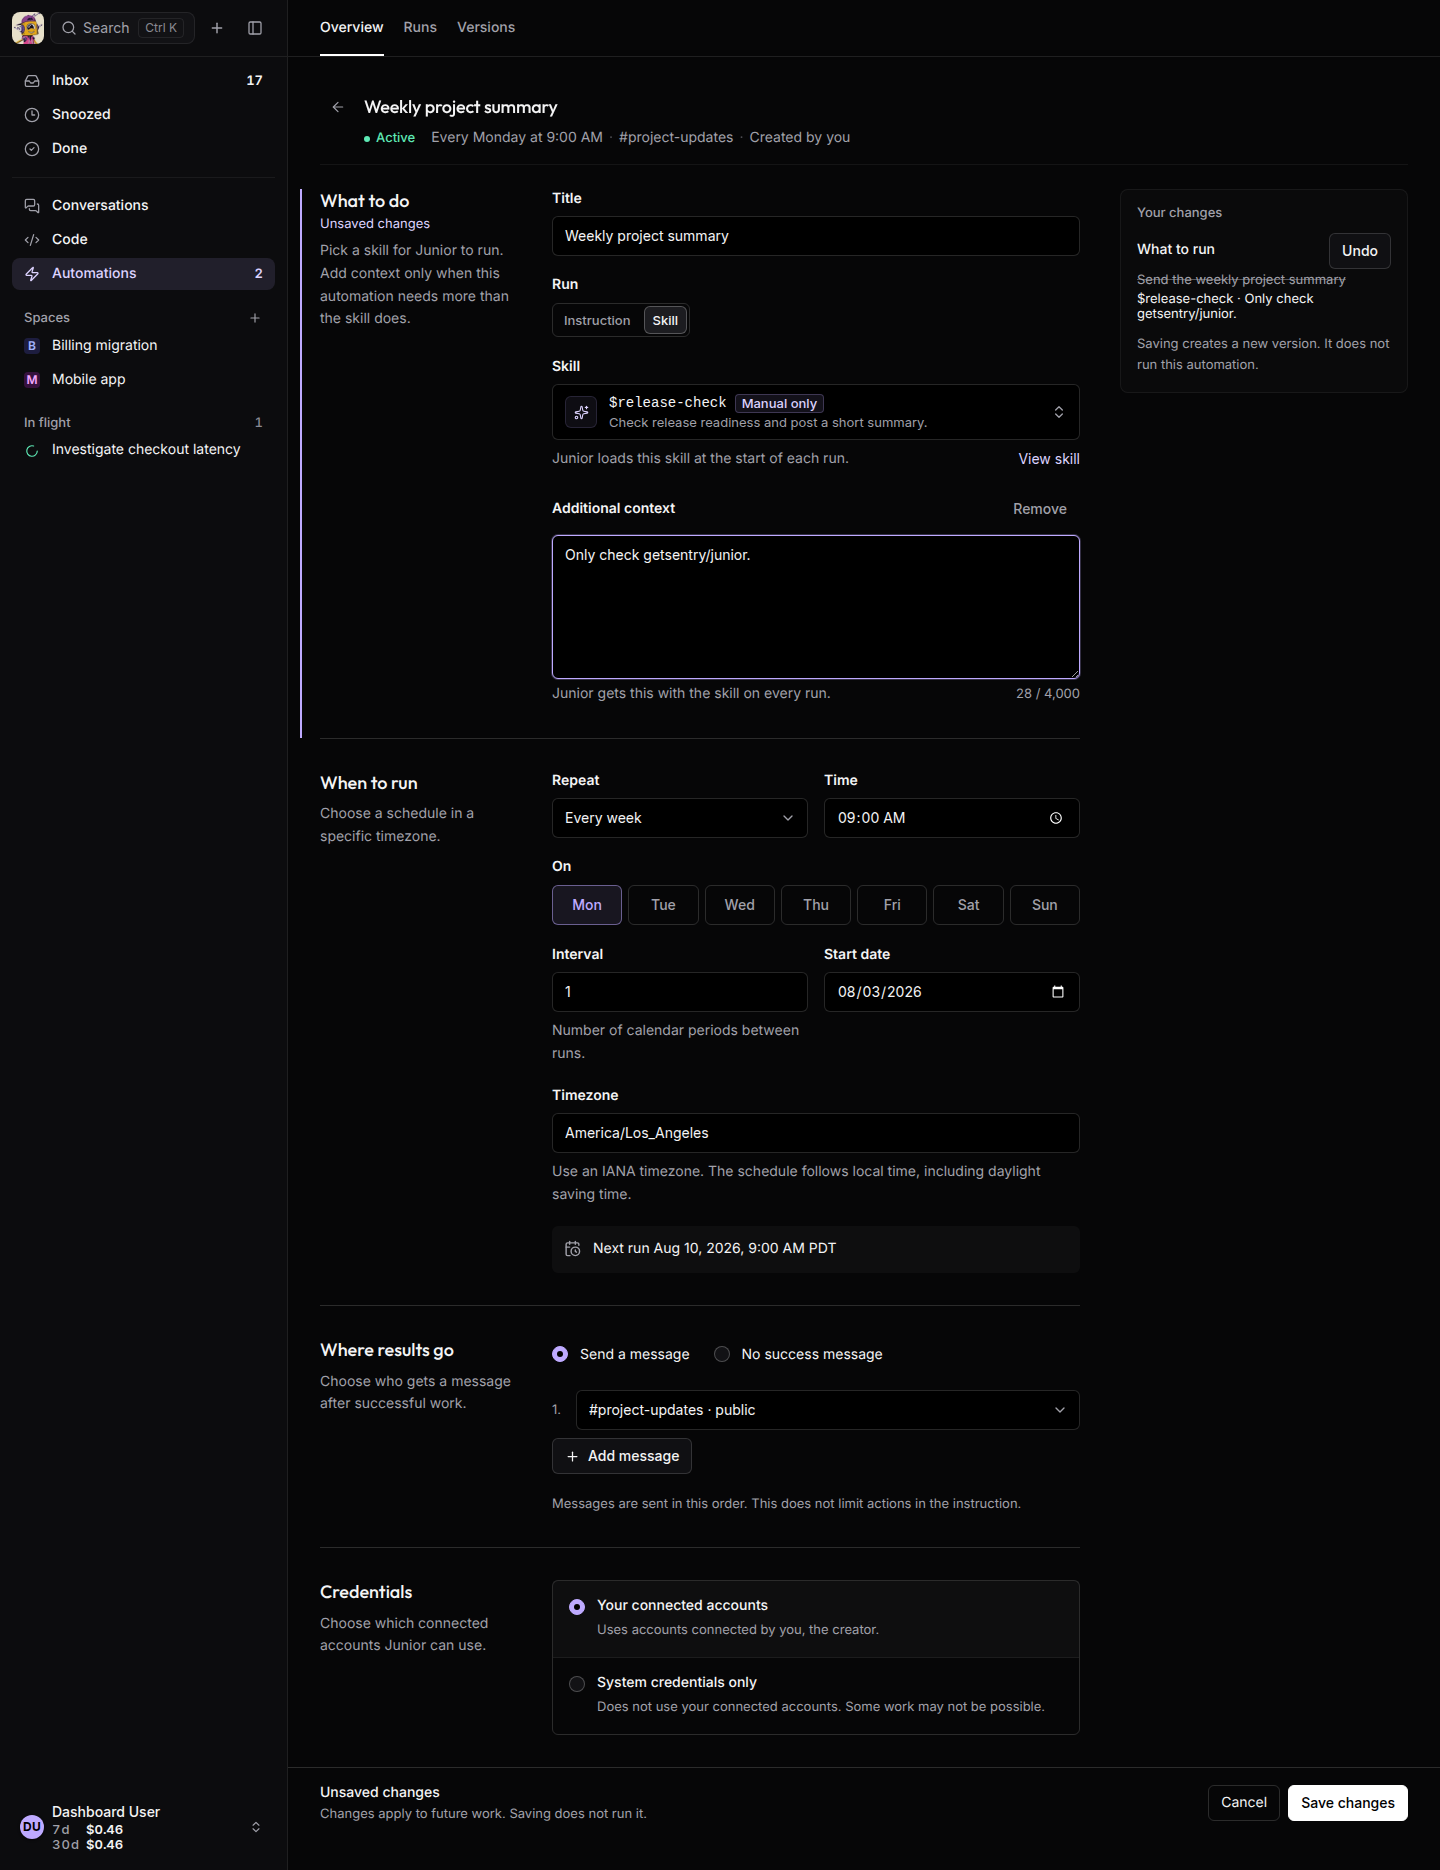 Search Ctrl K
Inbox 17
Snoozed
Done
Conversations
Code
Automations 2
Spaces
B Billing migration
M Mobile app
In flight 1
Investigate checkout latency
DU Dashboard User
7d $0.46
30d $0.46
Overview Runs Versions
Weekly project summary
Active Every Monday at 9:00 AM · #project-updates · Created by you
What to do
Unsaved changes
Pick a skill for Junior to run.
Add context only when this
automation needs more than
the skill does.
Title
Weekly project summary
Run
Instruction Skill
Skill
$release-check Manual only
Check release readiness and post a short summary.
Junior loads this skill at the start of each run. View skill
Additional context Remove
Only check getsentry/junior.
Junior gets this with the skill on every run. 28 / 4,000
Your changes
What to run Undo
Send the weekly project summary
$release-check · Only check
getsentry/junior.
Saving creates a new version. It does not
run this automation.
When to run
Choose a schedule in a
specific timezone.
Repeat Time
Every week 09:00 AM
On
Mon Tue Wed Thu Fri Sat Sun
Interval Start date
1 08/03/2026
Number of calendar periods between
runs.
Timezone
America/Los_Angeles
Use an IANA timezone. The schedule follows local time, including daylight
saving time.
Next run Aug 10, 2026, 9:00 AM PDT
Where results go
Choose who gets a message
after successful work.
Send a message No success message
1. #project-updates · public
Add message
Messages are sent in this order. This does not limit actions in the instruction.
Credentials
Choose which connected
accounts Junior can use.
Your connected accounts
Uses accounts connected by you, the creator.
System credentials only
Does not use your connected accounts. Some work may not be possible.
Unsaved changes
Changes apply to future work. Saving does not run it.
Cancel Save changes